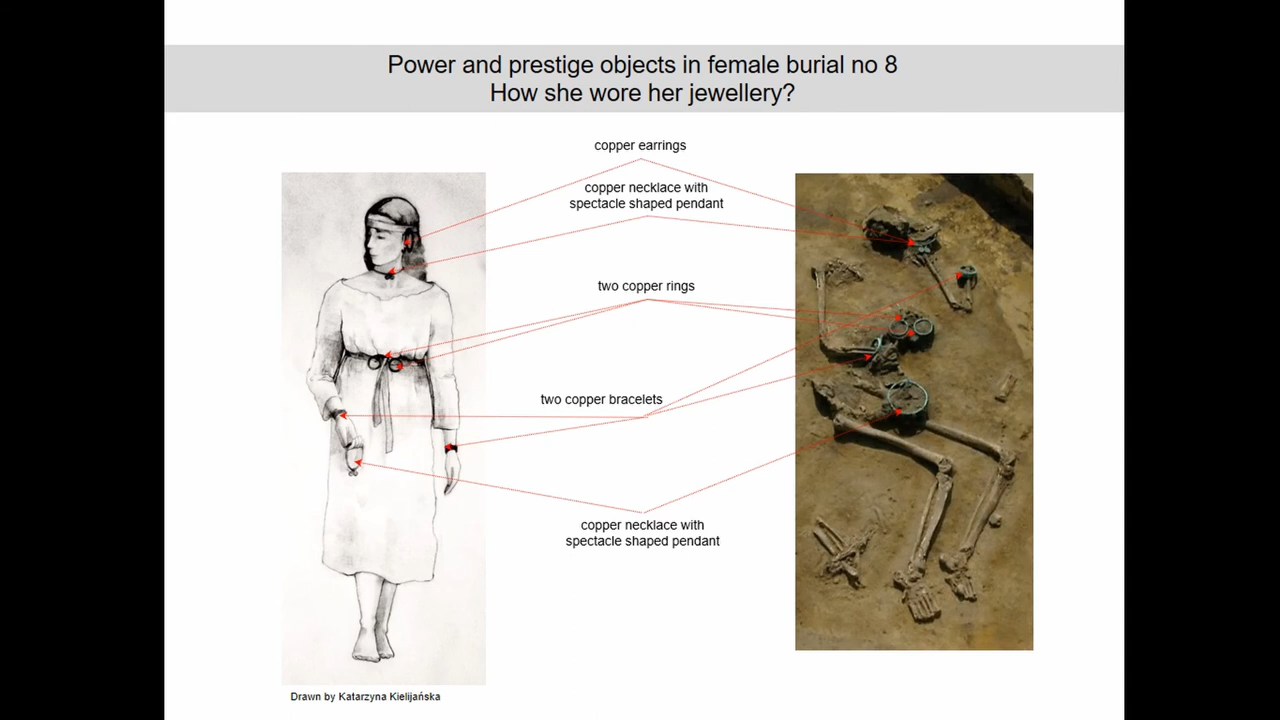 Power and prestige objects in female burial no 8
How she wore her jewellery?
copper earrings
copper necklace with
spectacle shaped pendant
two copper rings
two copper bracelets
copper necklace with
spectacle shaped pendant
Drawn by Katarzyna Kielijańska